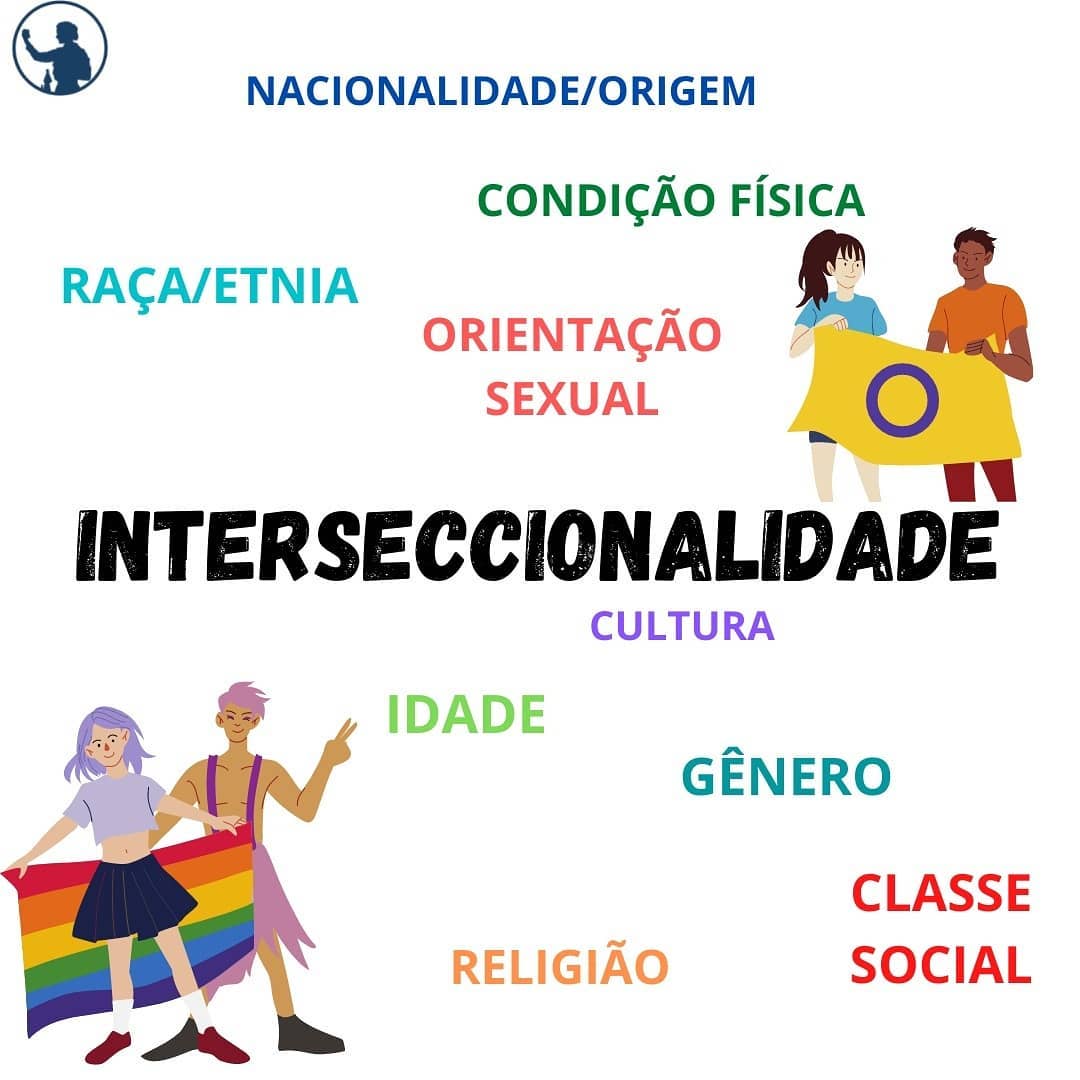 NACIONALIDADE/ORIGEM
CONDIÇÃO FÍSICA
RAÇA/ETNIA
ORIENTAÇÃO
SEXUAL
INTERSECCIONALIDADE
CULTURA
IDADE
GÊNERO
CLASSE
SOCIAL
RELIGIÃO